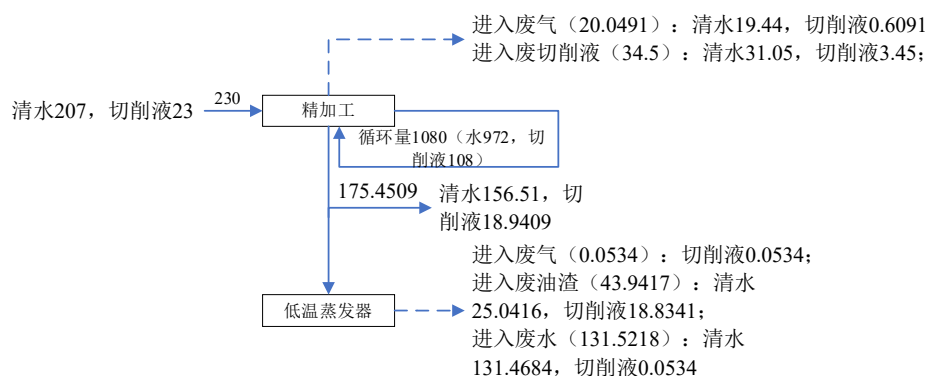 进入废气（20.0491）：清水19.44，切削液0.6091
进入废切削液（34.5）：清水31.05，切削液3.45；
清水207，切削液23
230
精加工
循环量1080（水972，切
削液108）
175.4509
清水156.51，切
削液18.9409
进入废气（0.0534）：切削液0.0534；
进入废油渣（43.9417）：清水
25.0416，切削液18.8341；
低温蒸发器
进入废水（131.5218）：清水
131.4684，切削液0.0534